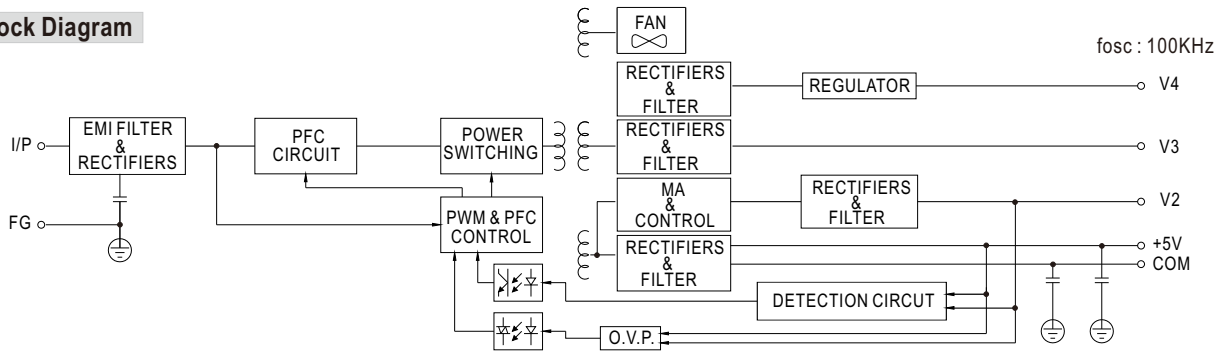 ock Diagram
FAN
fosc : 100KHz
RECTIFIERS
&
FILTER
REGULATOR
V4
I/P
EMI FILTER
&
RECTIFIERS
PFC
CIRCUIT
POWER
SWITCHING
RECTIFIERS
&
FILTER
V3
MA
&
CONTROL
RECTIFIERS
&
FILTER
V2
FG
PWM & PFC
CONTROL
RECTIFIERS
&
FILTER
+5V
COM
DETECTION CIRCUT
O.V.P.